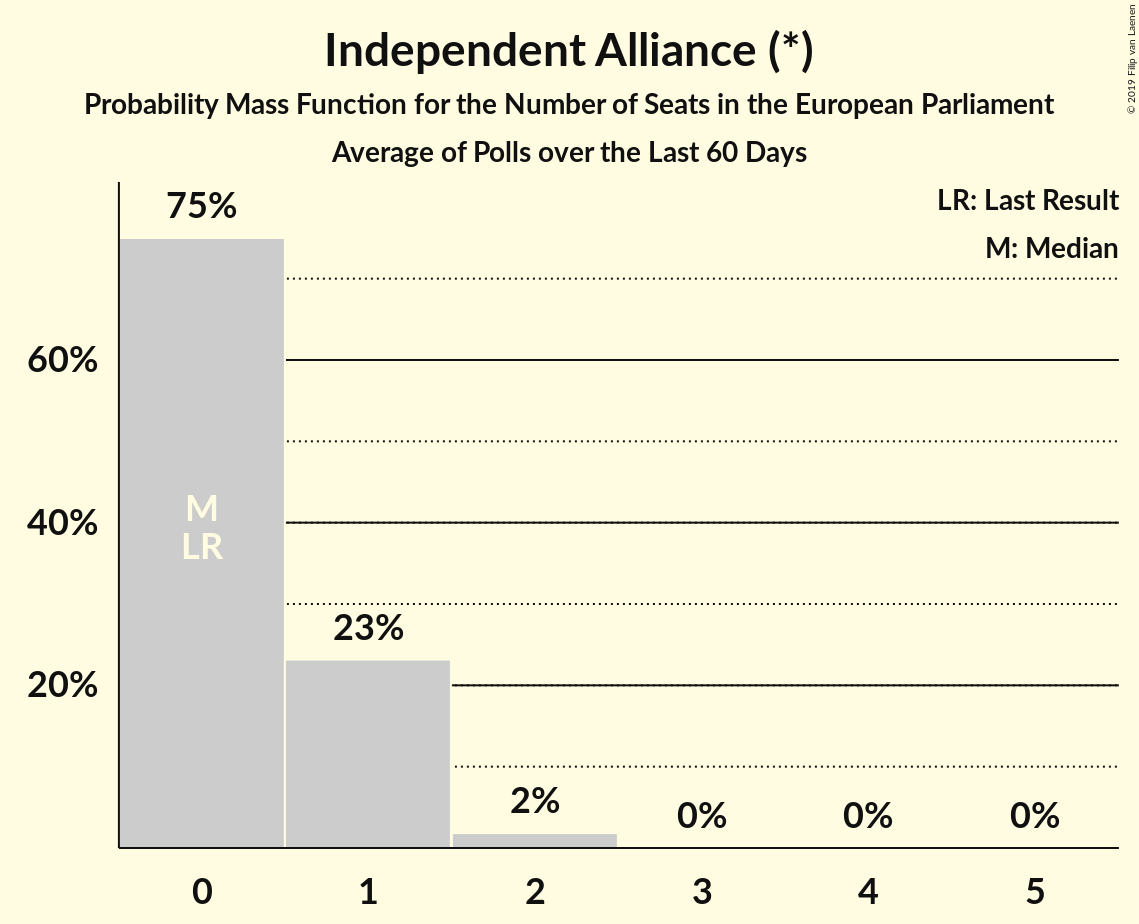 Independent Alliance (*)
Probability Mass Function for the Number of Seats in the European Parliament
Average of Polls over the Last 60 Days
© 2019 Filip van Laenen
LR: Last Result
M: Median
75%
60%
40%
20%
M
LR
23%
2%
0%
0%
0%
0
1
2
3
4
5